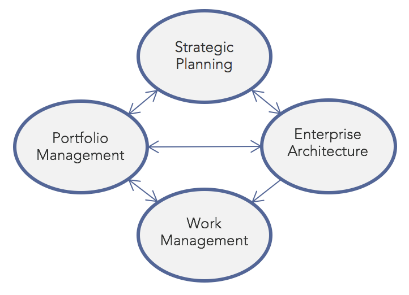 Strategic
Planning
Portfolio
Management
Enterprise
Architecture
Work
Management